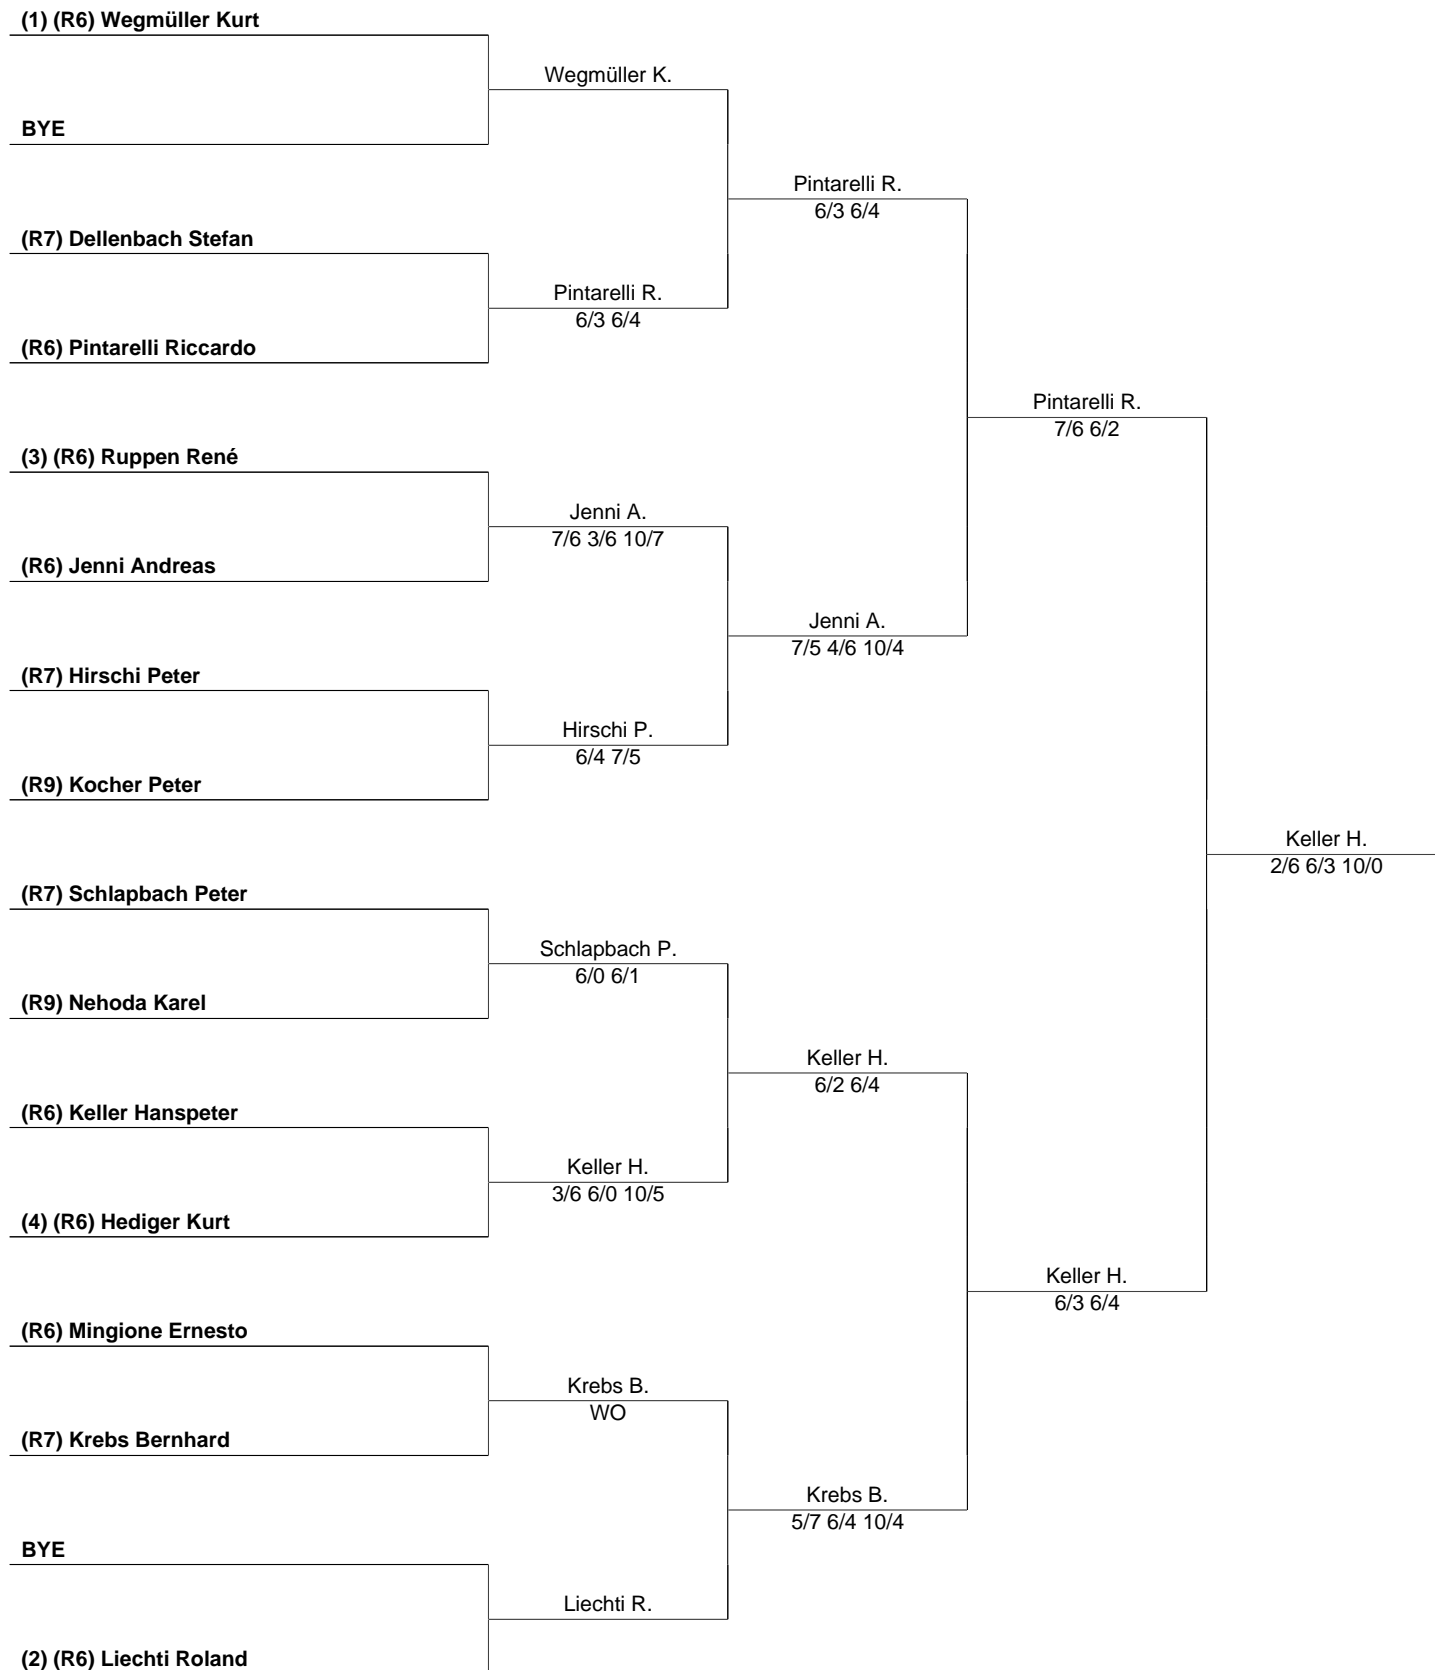 (1) (R6) Wegmüller Kurt
Wegmüller K.
BYE
Pintarelli R.
6/3 6/4
(R7) Dellenbach Stefan
Pintarelli R.
6/3 6/4
(R6) Pintarelli Riccardo
Pintarelli R.
7/6 6/2
(3) (R6) Ruppen René
Jenni A.
7/6 3/6 10/7
(R6) Jenni Andreas
Jenni A.
7/5 4/6 10/4
(R7) Hirschi Peter
Hirschi P.
6/4 7/5
(R9) Kocher Peter
Keller H.
2/6 6/3 10/0
(R7) Schlapbach Peter
Schlapbach P.
6/0 6/1
(R9) Nehoda Karel
Keller H.
6/2 6/4
(R6) Keller Hanspeter
Keller H.
3/6 6/0 10/5
(4) (R6) Hediger Kurt
Keller H.
6/3 6/4
(R6) Mingione Ernesto
Krebs B.
WO
(R7) Krebs Bernhard
Krebs B.
5/7 6/4 10/4
BYE
Liechti R.
(2) (R6) Liechti Roland